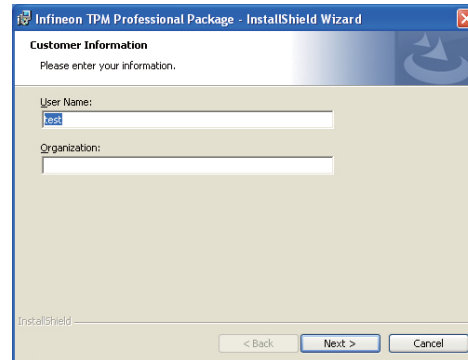 Infineon TPM Professional Package - InstallShield Wizard
Customer Information
Please enter your information.
User Name:
test
Organization:
InstallShield
< Back Next > Cancel